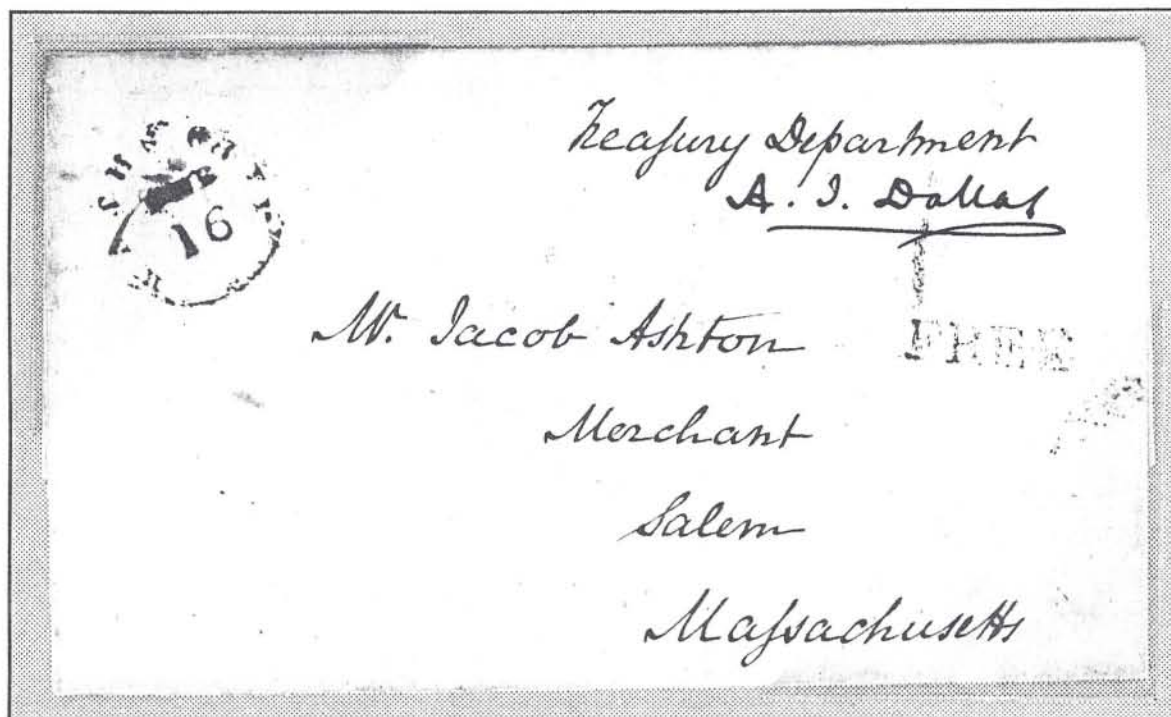 16
Treaſury Department
A. J. Dallas
Mr. Jacob Ashton
FREE
Merchant
Salem
Maſsachusetts